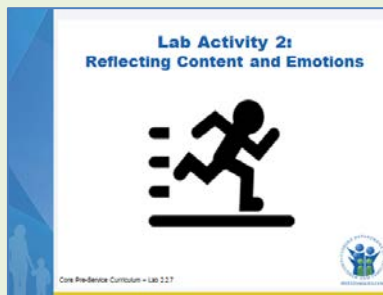 Lab Activity 2:
Reflecting Content and Emotions
Core Pre-Service Curriculum – Lab 2.2.7